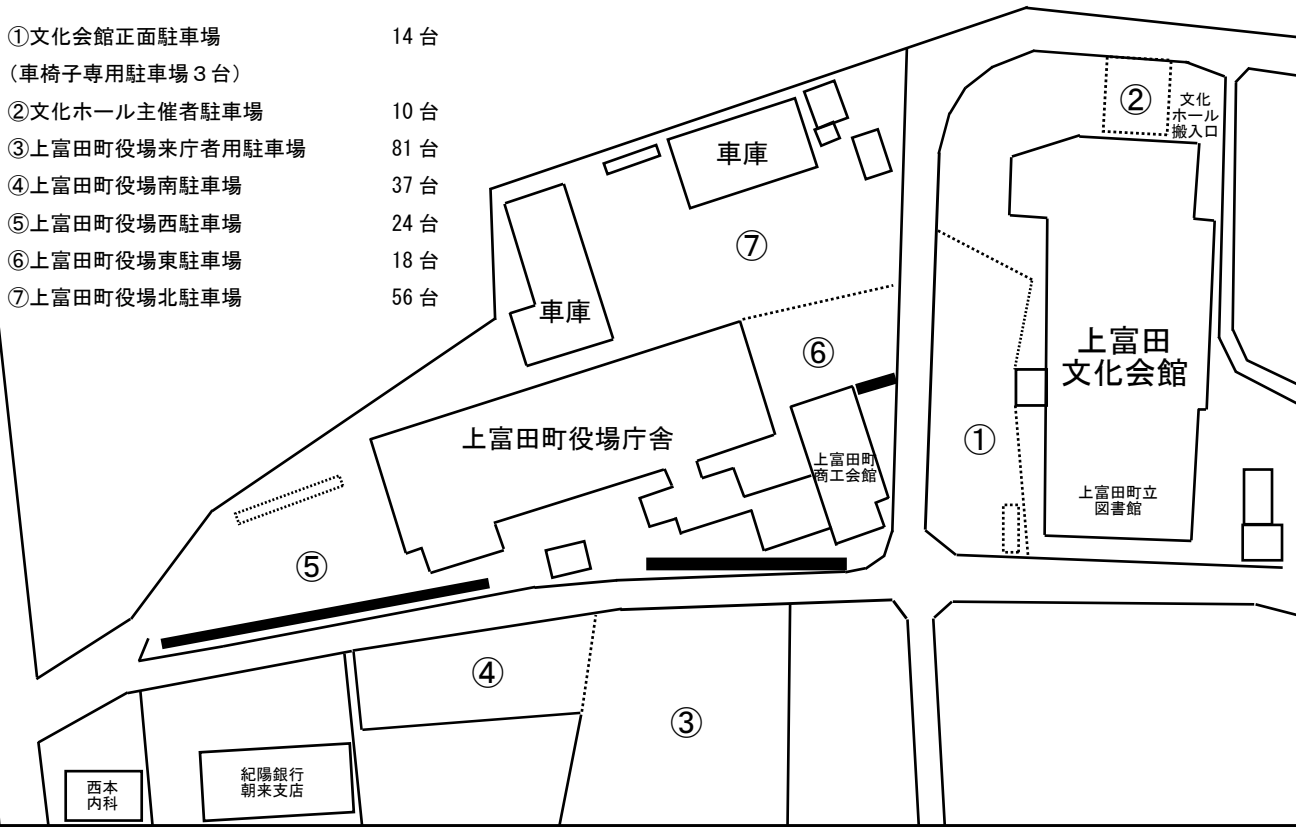 ①文化会館正面駐車場 14 台
（車椅子専用駐車場３台）
②文化ホール主催者駐車場 10 台
③上富田町役場来庁者用駐車場 81 台
④上富田町役場南駐車場 37 台
⑤上富田町役場西駐車場 24 台
⑥上富田町役場東駐車場 18 台
⑦上富田町役場北駐車場 56 台
②
文化
ホール
搬入口
車庫
⑦
車庫
⑥
上富田
文化会館
上富田町役場庁舎
①
上富田町
商工会館
上富田町立
図書館
⑤
④
③
西本
内科
紀陽銀行
朝来支店